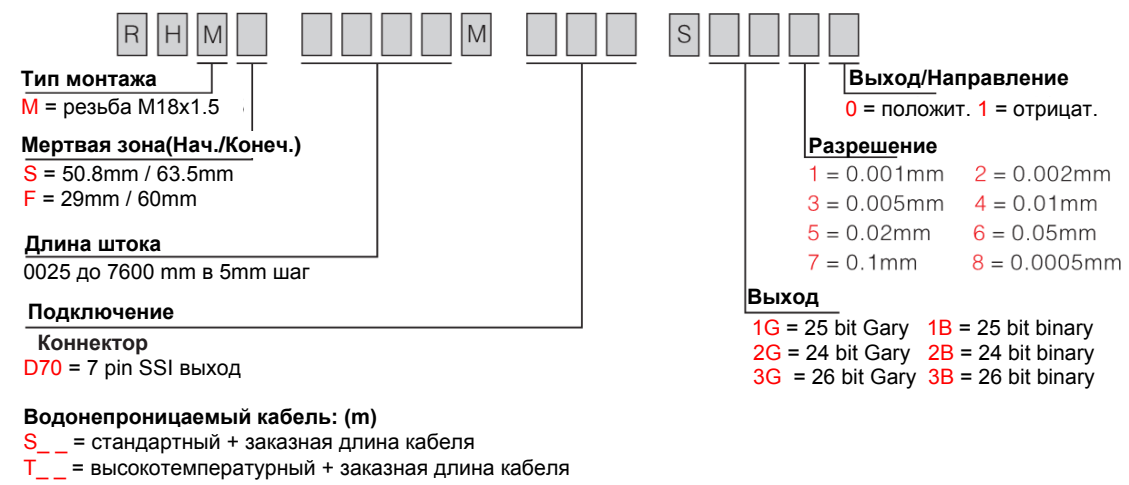 R H M M S
Тип монтажа
M = резьба M18x1.5
Мертвая зона(Нач./Конеч.)
S = 50.8mm / 63.5mm
F = 29mm / 60mm
Длина штока
0025 до 7600 mm в 5mm шаг
Подключение
Коннектор
D70 = 7 pin SSI выход
Водонепроницаемый кабель: (m)
S_ _ = стандартный + заказная длина кабеля
T_ _ = высокотемпературный + заказная длина кабеля
Выход/Направление
0 = положит. 1 = отрицат.
Разрешение
1 = 0.001mm 2 = 0.002mm
3 = 0.005mm 4 = 0.01mm
5 = 0.02mm 6 = 0.05mm
7 = 0.1mm 8 = 0.0005mm
Выход
1G = 25 bit Gary 1B = 25 bit binary
2G = 24 bit Gary 2B = 24 bit binary
3G = 26 bit Gary 3B = 26 bit binary